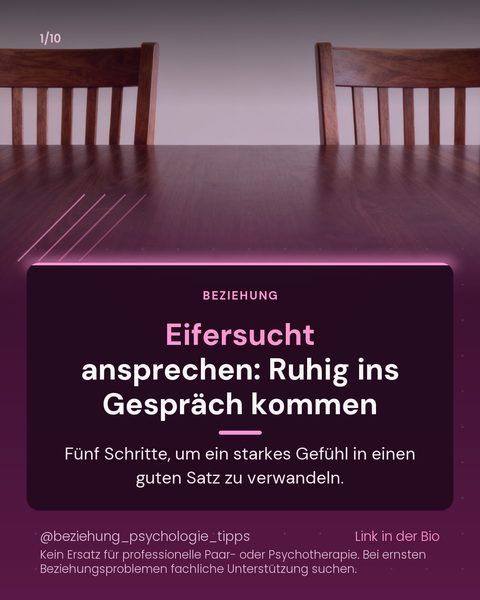 1/10
BEZIEHUNG
Eifersucht
ansprechen: Ruhig ins
Gespräch kommen
Fünf Schritte, um ein starkes Gefühl in einen
guten Satz zu verwandeln.
@beziehung_psychologie_tipps
Link in der Bio
Kein Ersatz für professionelle Paar- oder Psychotherapie. Bei ernsten
Beziehungsproblemen fachliche Unterstützung suchen.